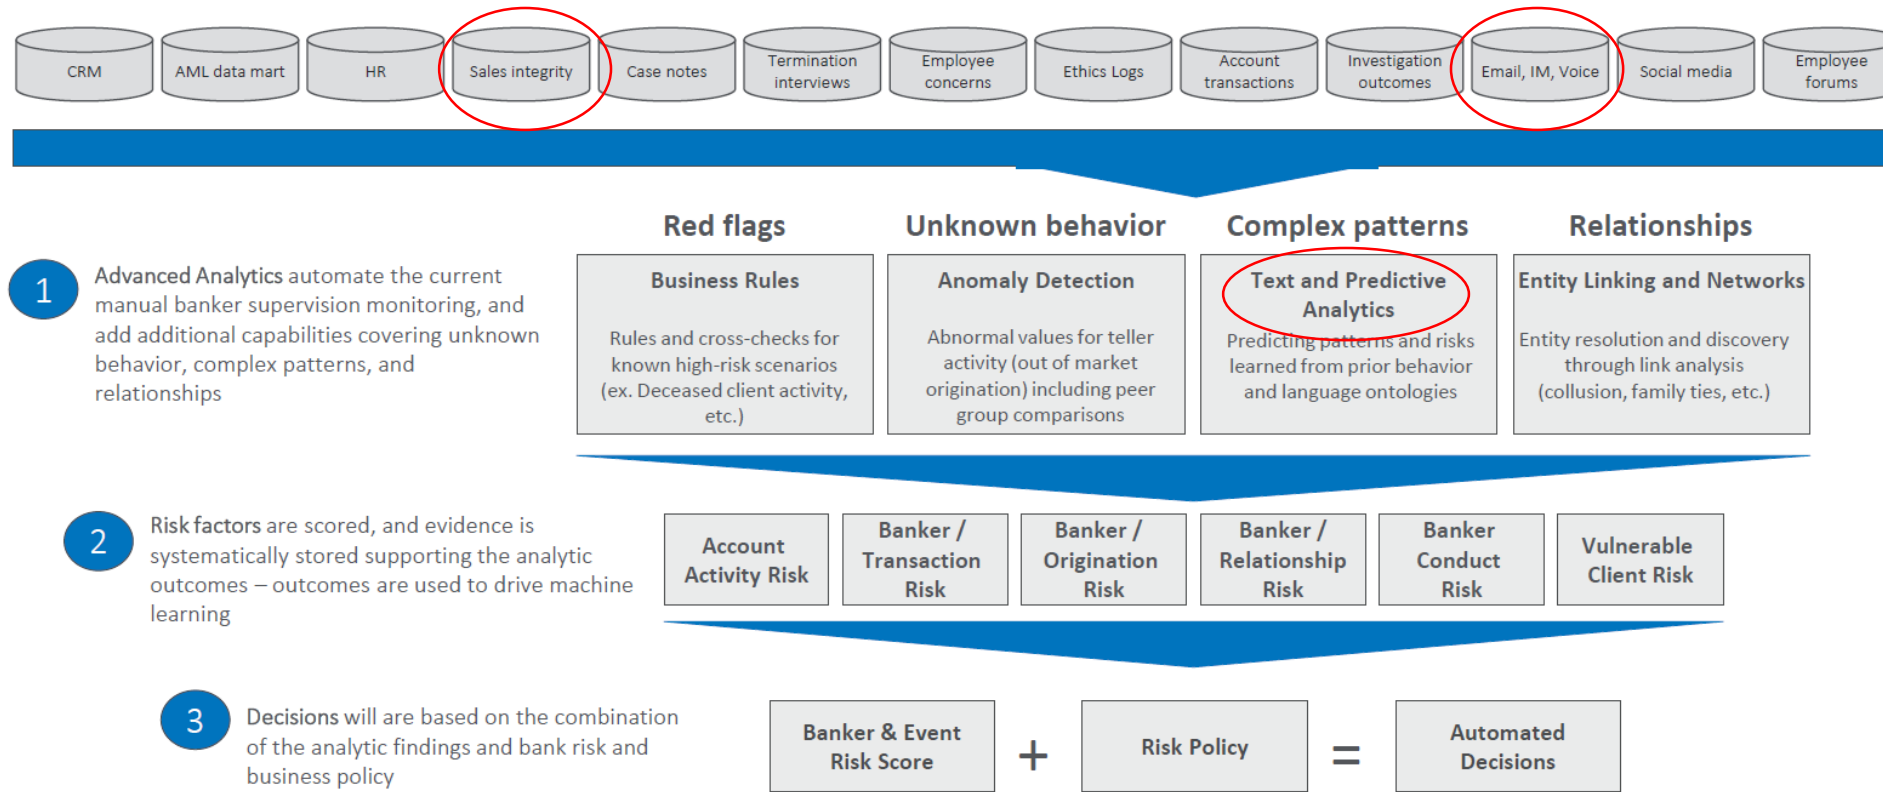 CRM
AML data mart
HR
Sales integrity
Case notes
Termination
interviews
Employee
concerns
Ethics Logs
Account
transactions
Investigation
outcomes
Email, IM, Voice
Social media
Employee
forums
Red flags
Unknown behavior
Complex patterns
Relationships
1
Advanced Analytics automate the current
manual banker supervision monitoring, and
add additional capabilities covering unknown
behavior, complex patterns, and
relationships
Business Rules
Rules and cross-checks for
known high-risk scenarios
(ex. Deceased client activity,
etc.)
Anomaly Detection
Abnormal values for teller
activity (out of market
origination) including peer
group comparisons
Text and Predictive
Analytics
Predicting patterns and risks
learned from prior behavior
and language ontologies
Entity Linking and Networks
Entity resolution and discovery
through link analysis
(collusion, family ties, etc.)
2
Risk factors are scored, and evidence is
systematically stored supporting the analytic
outcomes – outcomes are used to drive machine
learning
Account
Activity Risk
Banker /
Transaction
Risk
Banker /
Origination
Risk
Banker /
Relationship
Risk
Banker
Conduct
Risk
Vulnerable
Client Risk
3
Decisions will are based on the combination
of the analytic findings and bank risk and
business policy
Banker & Event
Risk Score
+
Risk Policy
=
Automated
Decisions